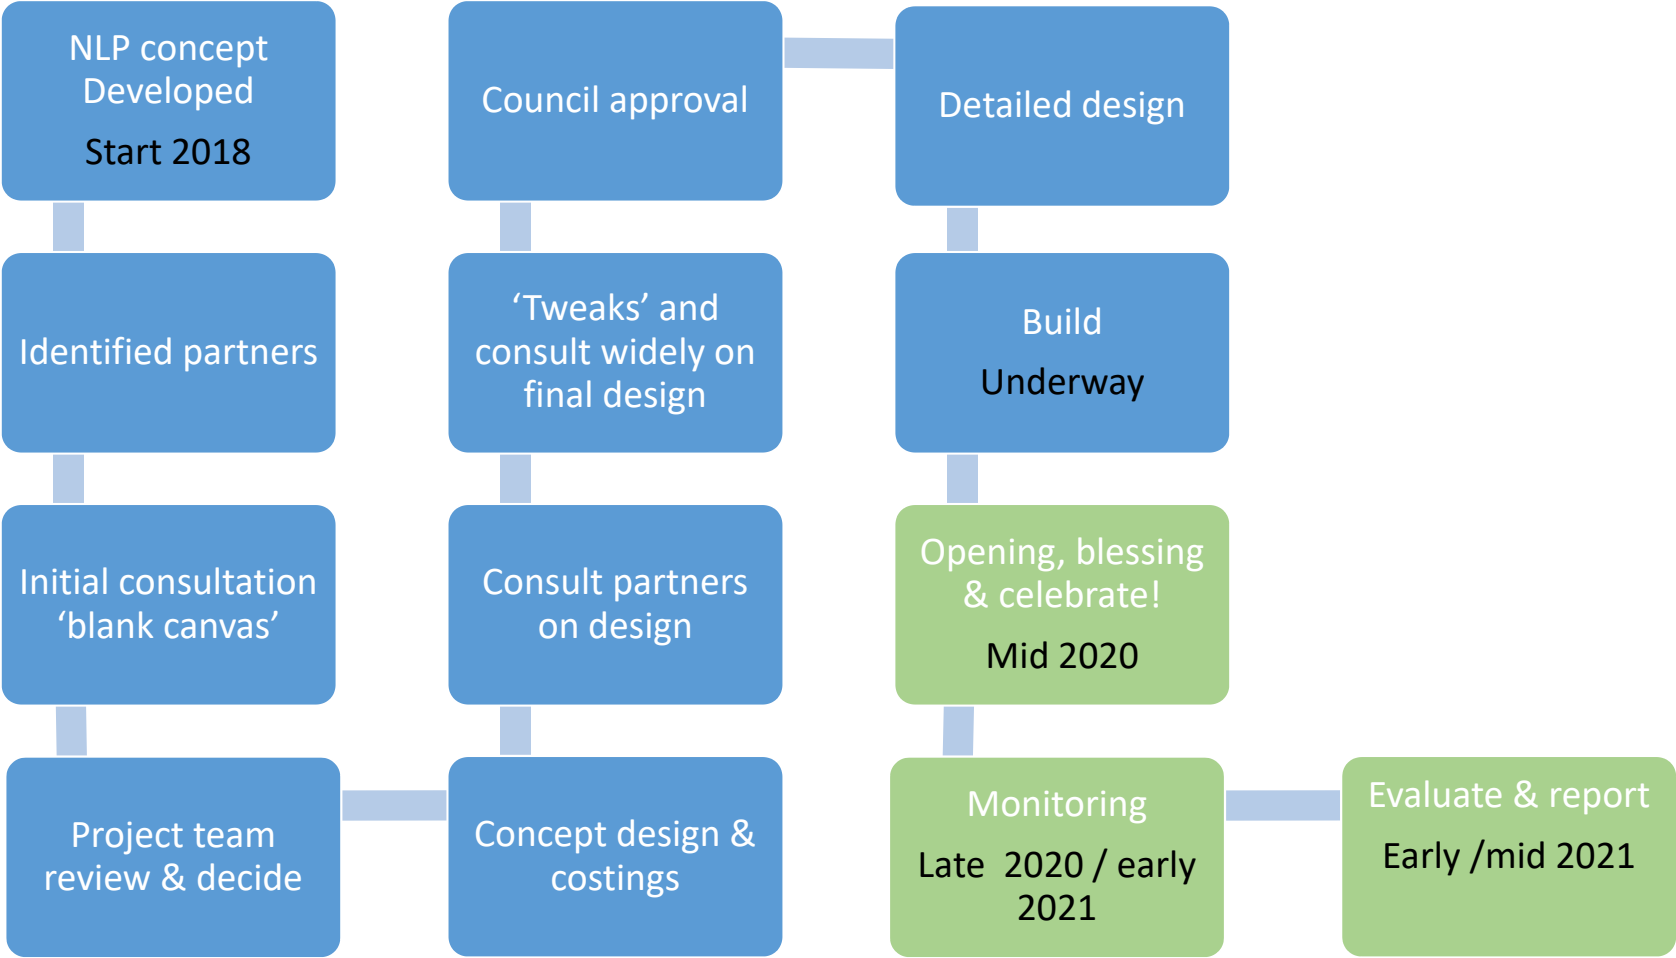 NLP concept
Developed
Start 2018
Identified partners
Initial consultation
‘blank canvas’
Project team
review & decide
Concept design &
costings
Consult partners
on design
‘Tweaks’ and
consult widely on
final design
Council approval
Detailed design
Build
Underway
Opening, blessing
& celebrate!
Mid 2020
Monitoring
Late 2020 / early
2021
Evaluate & report
Early /mid 2021